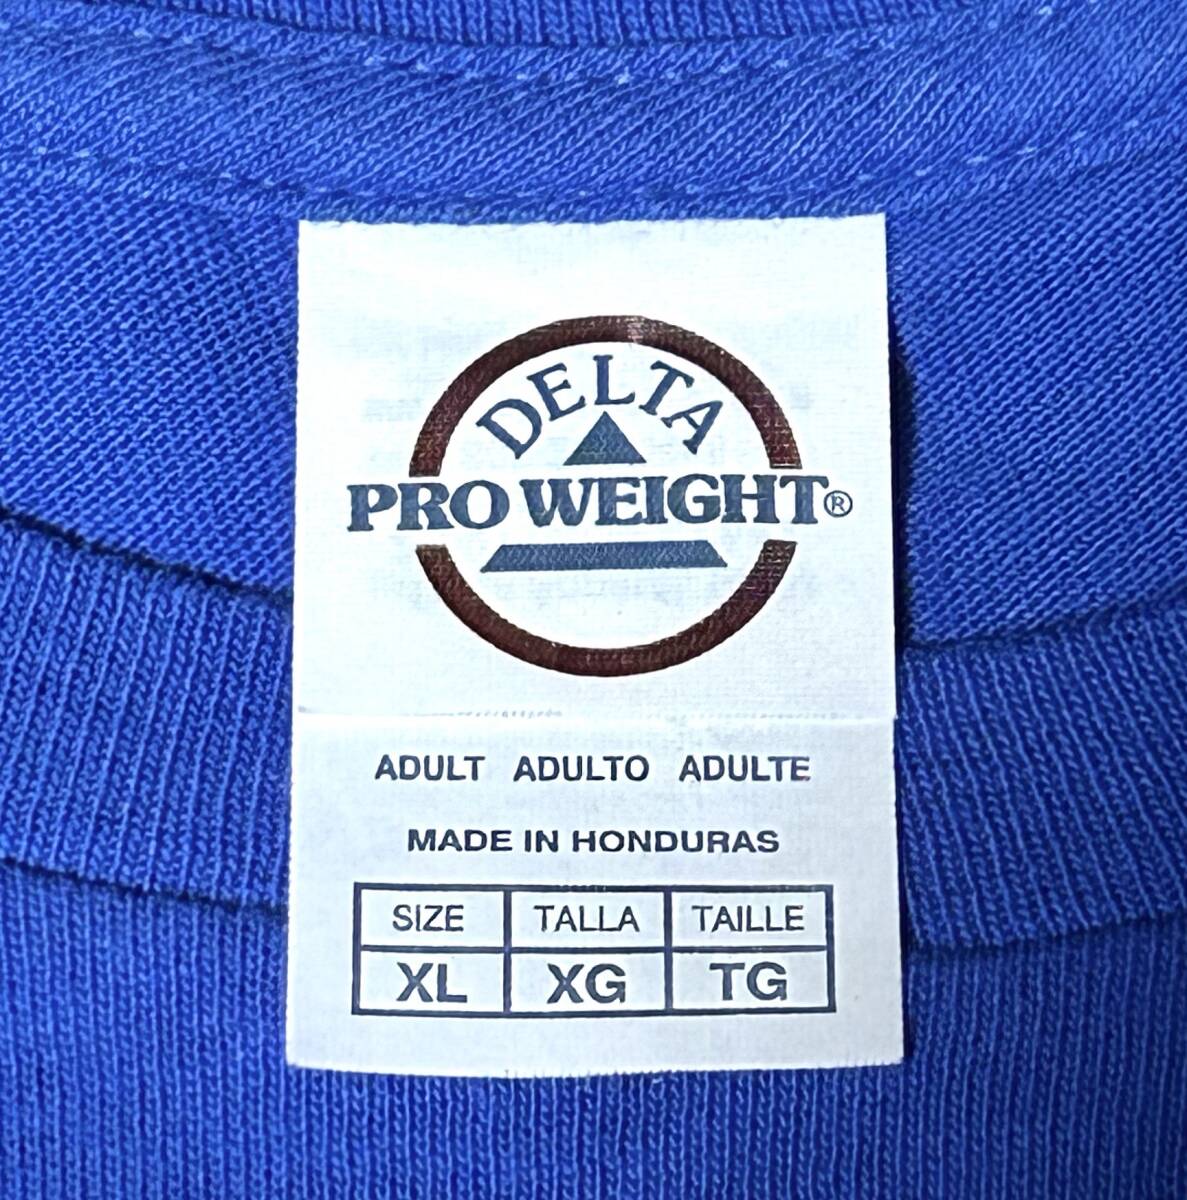 DELTA
PRO WEIGHT®
ADULT ADULTO ADULTE
MADE IN HONDURAS
SIZE TALLA TAILLE
XL XG TG